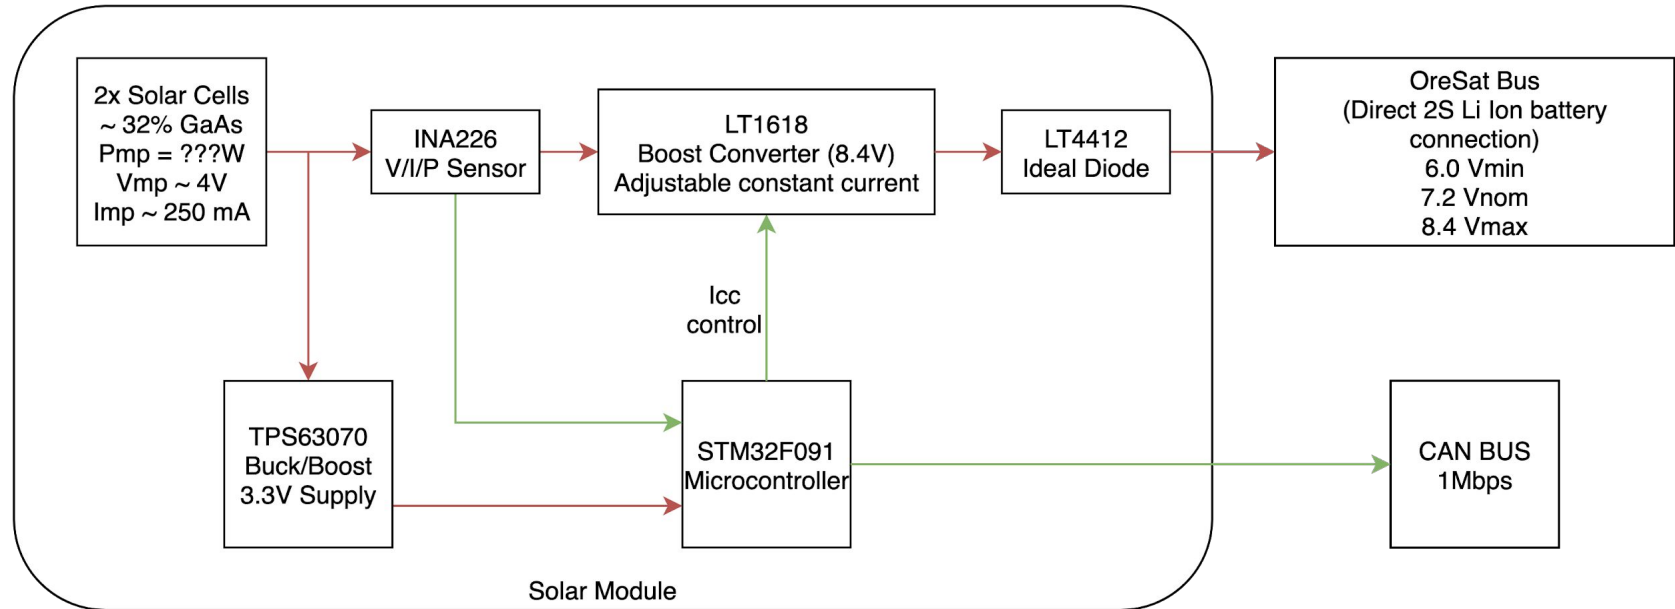 2x Solar Cells
~ 32% GaAs
Pmp = ???W
Vmp ~ 4V
Imp ~ 250 mA
INA226
V/I/P Sensor
LT1618
Boost Converter (8.4V)
Adjustable constant current
LT4412
Ideal Diode
OreSat Bus
(Direct 2S Li Ion battery
connection)
6.0 Vmin
7.2 Vnom
8.4 Vmax
Icc
control
TPS63070
Buck/Boost
3.3V Supply
STM32F091
Microcontroller
CAN BUS
1Mbps
Solar Module